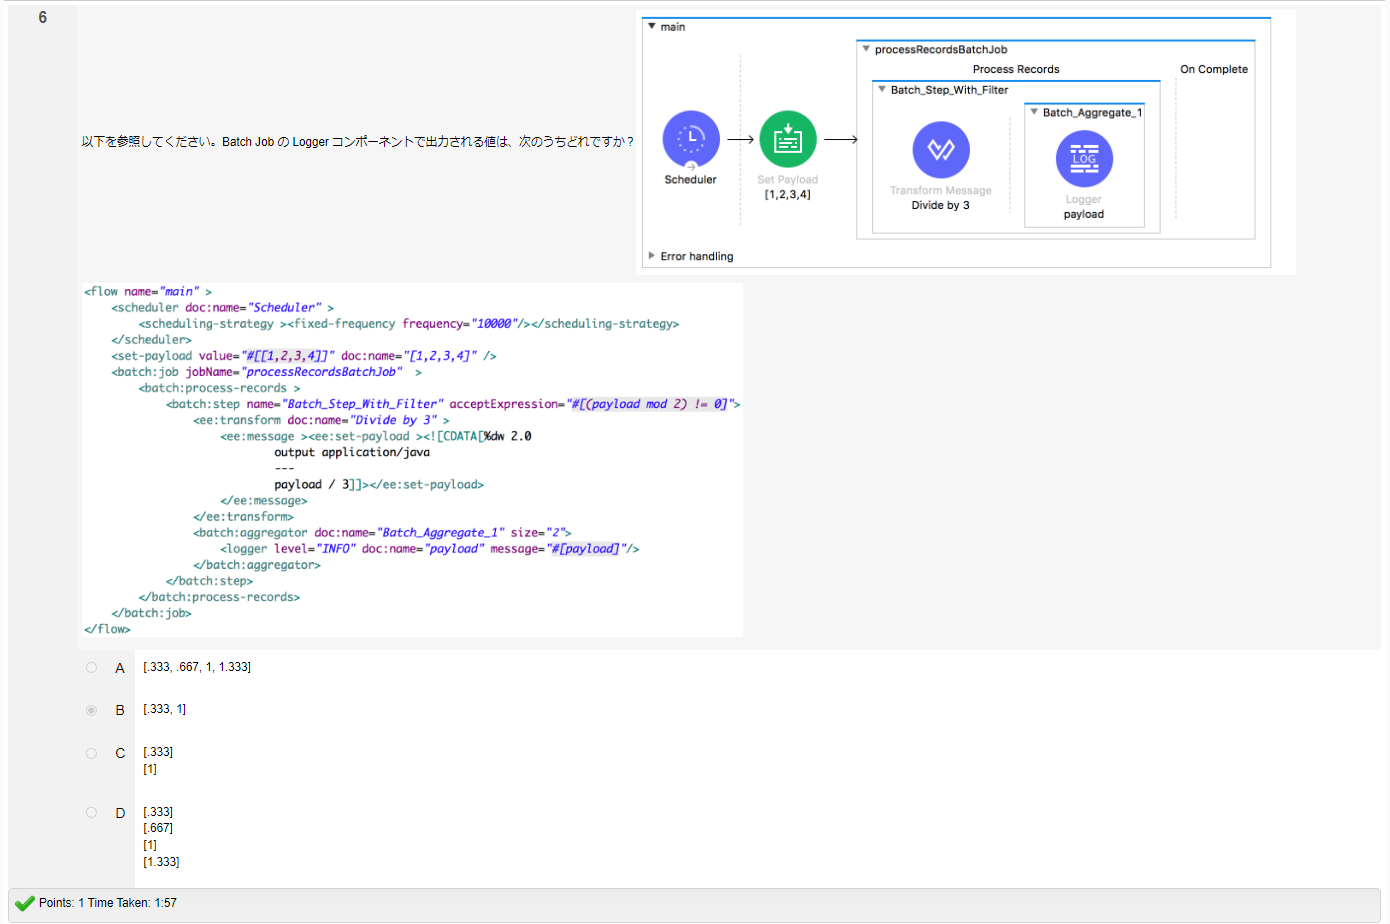 6
以下を参照してください。Batch Job の Logger コンポーネントで出力される値は、次のうちどれですか？
main
processRecordsBatchJob
Process Records
On Complete
Batch_Step_With_Filter
Batch_Aggregate_1
LOG
Scheduler
Set Payload
[1,2,3,4]
Transform Message
Divide by 3
Logger
payload
Error handling
<flow name="main" >
<scheduler doc:name="Scheduler" >
<scheduling-strategy ><fixed-frequency frequency="10000"/></scheduling-strategy>
</scheduler>
<set-payload value="#[[1,2,3,4]]" doc:name="[1,2,3,4]" />
<batch:job jobName="processRecordsBatchJob" >
<batch:process-records >
<batch:step name="Batch_Step_With_Filter" acceptExpression="#[(payload mod 2) != 0]">
<ee:transform doc:name="Divide by 3" >
<ee:message ><ee:set-payload ><![CDATA[%dw 2.0
output application/java
---
payload / 3]]></ee:set-payload>
</ee:message>
</ee:transform>
<batch:aggregator doc:name="Batch_Aggregate_1" size="2">
<logger level="INFO" doc:name="payload" message="#[payload]"/>
</batch:aggregator>
</batch:step>
</batch:process-records>
</batch:job>
</flow>
A [.333, .667, 1, 1.333]
B [.333, 1]
C [.333]
[1]
D [.333]
[.667]
[1]
[1.333]
Points: 1 Time Taken: 1:57